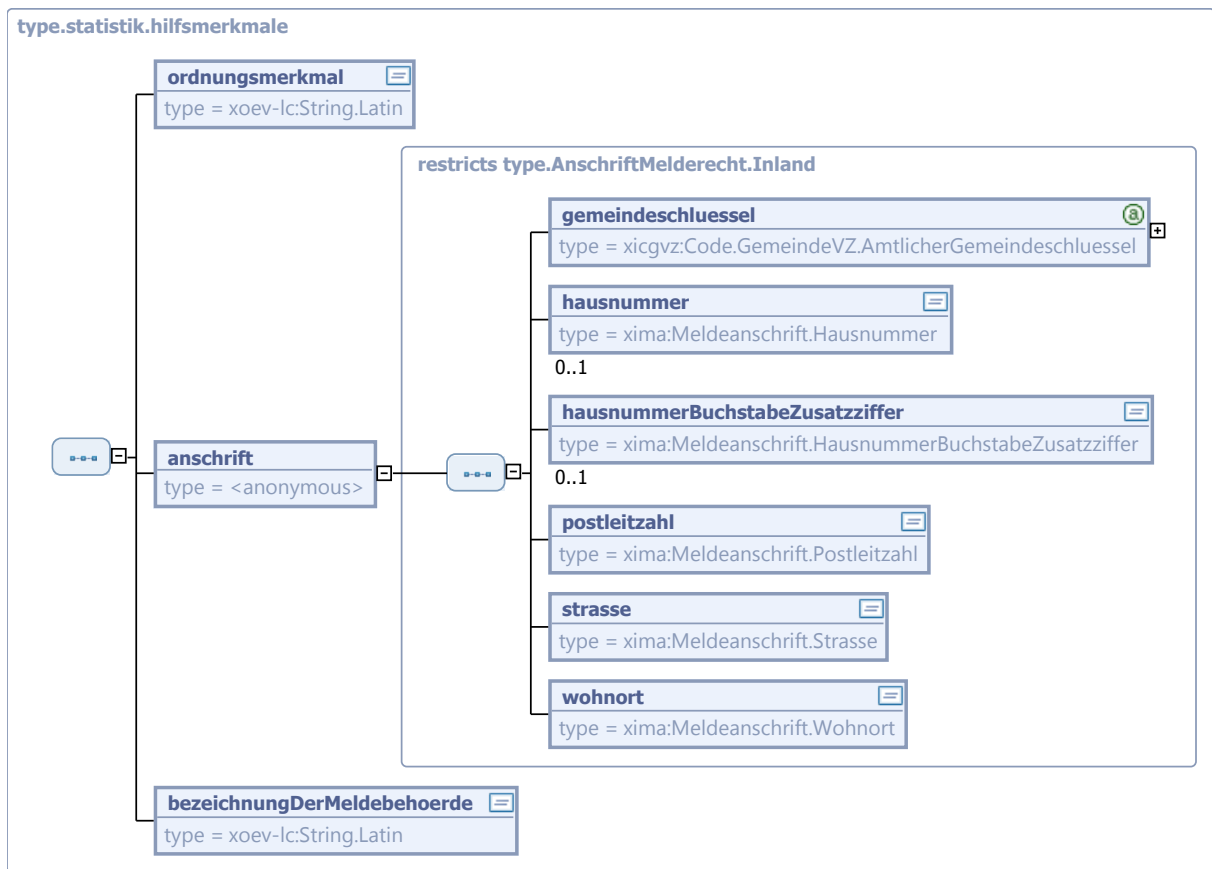 type.statistik.hilfsmerkmale
ordnungsmerkmal
type = xoev-lc:String.Latin
restricts type.AnschriftMelderecht.Inland
gemeindeschluessel
type = xicgvz:Code.GemeindeVZ.AmtlicherGemeindeschluessel
hausnummer
type = xima:Meldeanschrift.Hausnummer
0..1
hausnummerBuchstabeZusatzziffer
type = xima:Meldeanschrift.HausnummerBuchstabeZusatzziffer
0..1
anschrift
type = <anonymous>
postleitzahl
type = xima:Meldeanschrift.Postleitzahl
strasse
type = xima:Meldeanschrift.Strasse
wohnort
type = xima:Meldeanschrift.Wohnort
bezeichnungDerMeldebehoerde
type = xoev-lc:String.Latin